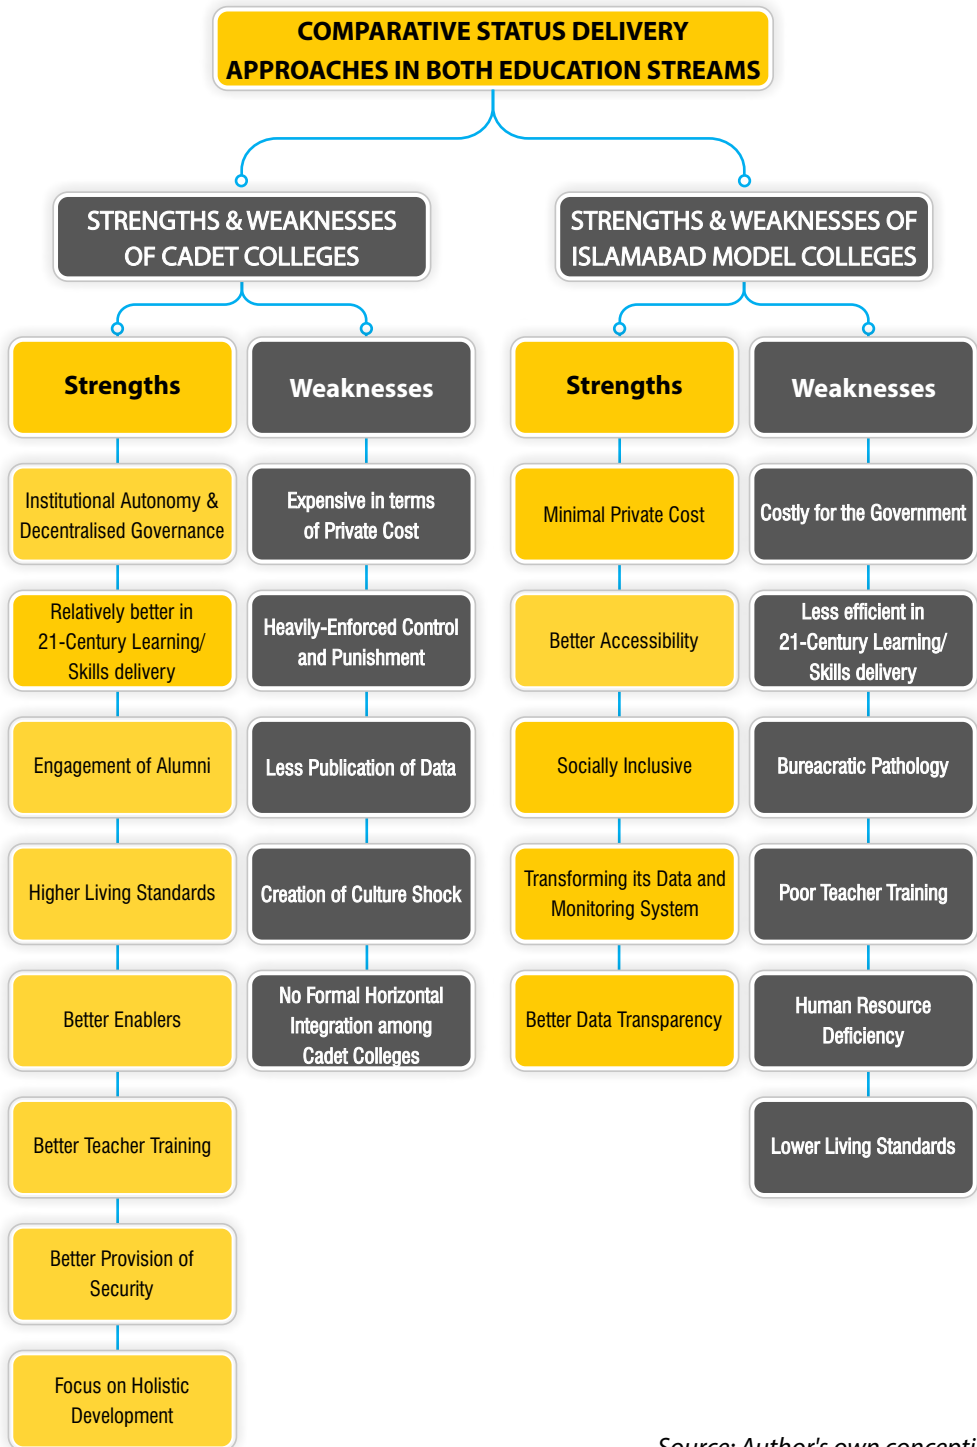 COMPARATIVE STATUS DELIVERY
APPROACHES IN BOTH EDUCATION STREAMS
STRENGTHS & WEAKNESSES
OF CADET COLLEGES
Strengths
Institutional Autonomy &
Decentralised Governance
Relatively better in
21-Century Learning/
Skills delivery
Engagement of Alumni
Higher Living Standards
Better Enablers
Better Teacher Training
Better Provision of
Security
Focus on Holistic
Development
Weaknesses
Expensive in terms
of Private Cost
Heavily-Enforced Control
and Punishment
Less Publication of Data
Creation of Culture Shock
No Formal Horizontal
Integration among
Cadet Colleges
STRENGTHS & WEAKNESSES OF
ISLAMABAD MODEL COLLEGES
Strengths
Minimal Private Cost
Better Accessibility
Socially Inclusive
Transforming its Data and
Monitoring System
Better Data Transparency
Weaknesses
Costly for the Government
Less efficient in
21-Century Learning/
Skills delivery
Bureacratic Pathology
Poor Teacher Training
Human Resource
Deficiency
Lower Living Standards
Source: Author's own